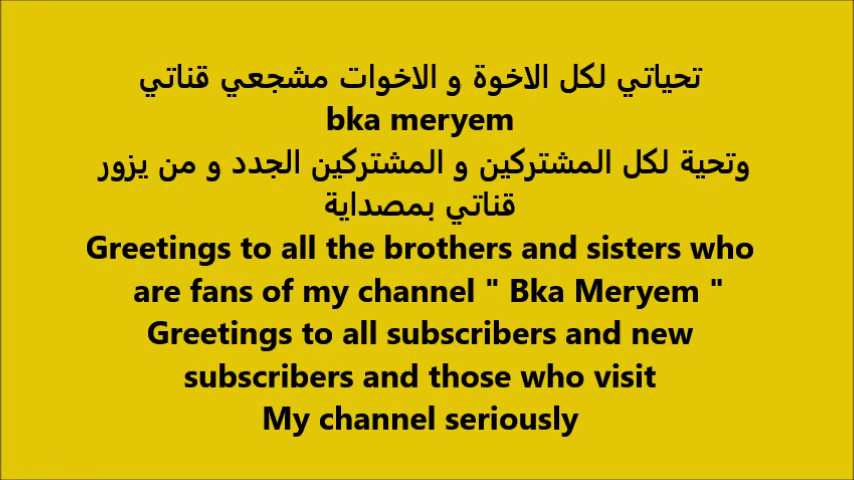 تحياتي لكل الاخوة و الاخوات مشجعي قناتي
bka meryem
وتحية لكل المشتركين و المشتركين الجدد و من يزور
قناتي بمصداية
Greetings to all the brothers and sisters who
are fans of my channel " Bka Meryem "
Greetings to all subscribers and new
subscribers and those who visit
My channel seriously